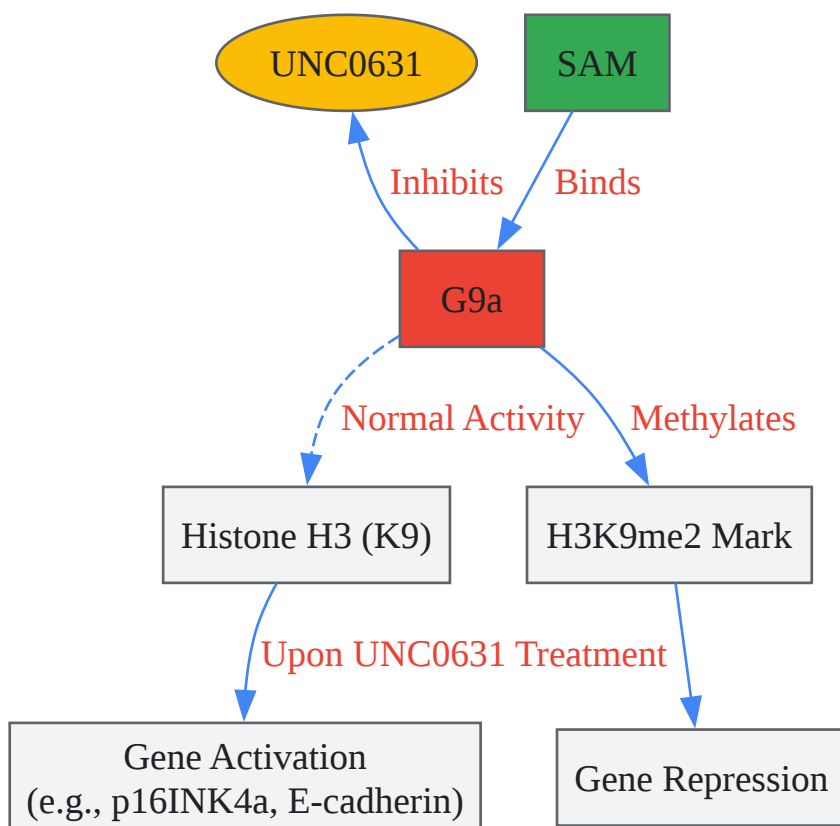 UNC0631
SAM
Inhibits
Binds
G9a
Normal Activity
Methylates
Histone H3 (K9)
H3K9me2 Mark
Upon UNC0631 Treatment
Gene Activation
(e.g., p16INK4a, E-cadherin)
Gene Repression